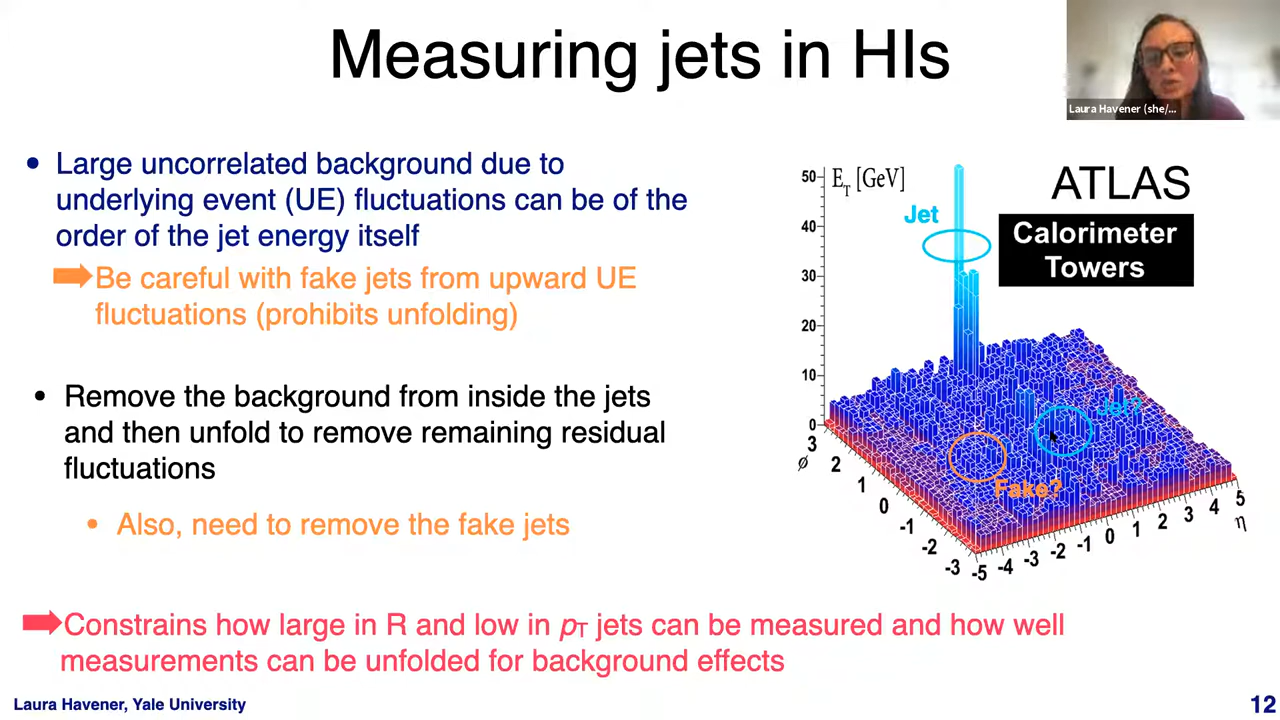 Measuring jets in HIs
Laura Havener (she/...
• Large uncorrelated background due to
underlying event (UE) fluctuations can be of the
order of the jet energy itself
Be careful with fake jets from upward UE
fluctuations (prohibits unfolding)
• Remove the background from inside the jets
and then unfold to remove remaining residual
fluctuations
• Also, need to remove the fake jets
Constrains how large in R and low in pT jets can be measured and how well
measurements can be unfolded for background effects
ATLAS
Calorimeter
Towers
ET [GeV]
50
40
30
20
10
0
Jet
Jet?
Fake?
ϕ
3
2
1
0
-1
-2
-3
-5
-4
-3
-2
-1
0
1
2
3
4
5
η
Laura Havener, Yale University
12